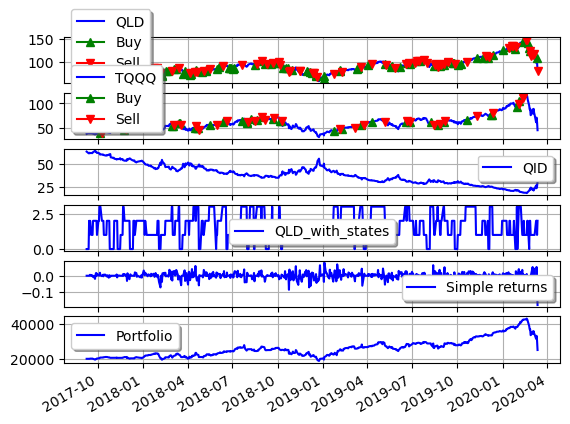 QLD
Buy
Sell
150
100
TQQQ
Buy
Sell
100
50
QID
50
25
QLD_with_states
2.5
0.0
Simple returns
0.0
−0.1
Portfolio
40000
20000
2017-10 2018-01 2018-04 2018-07 2018-10 2019-01 2019-04 2019-07 2019-10 2020-01 2020-04